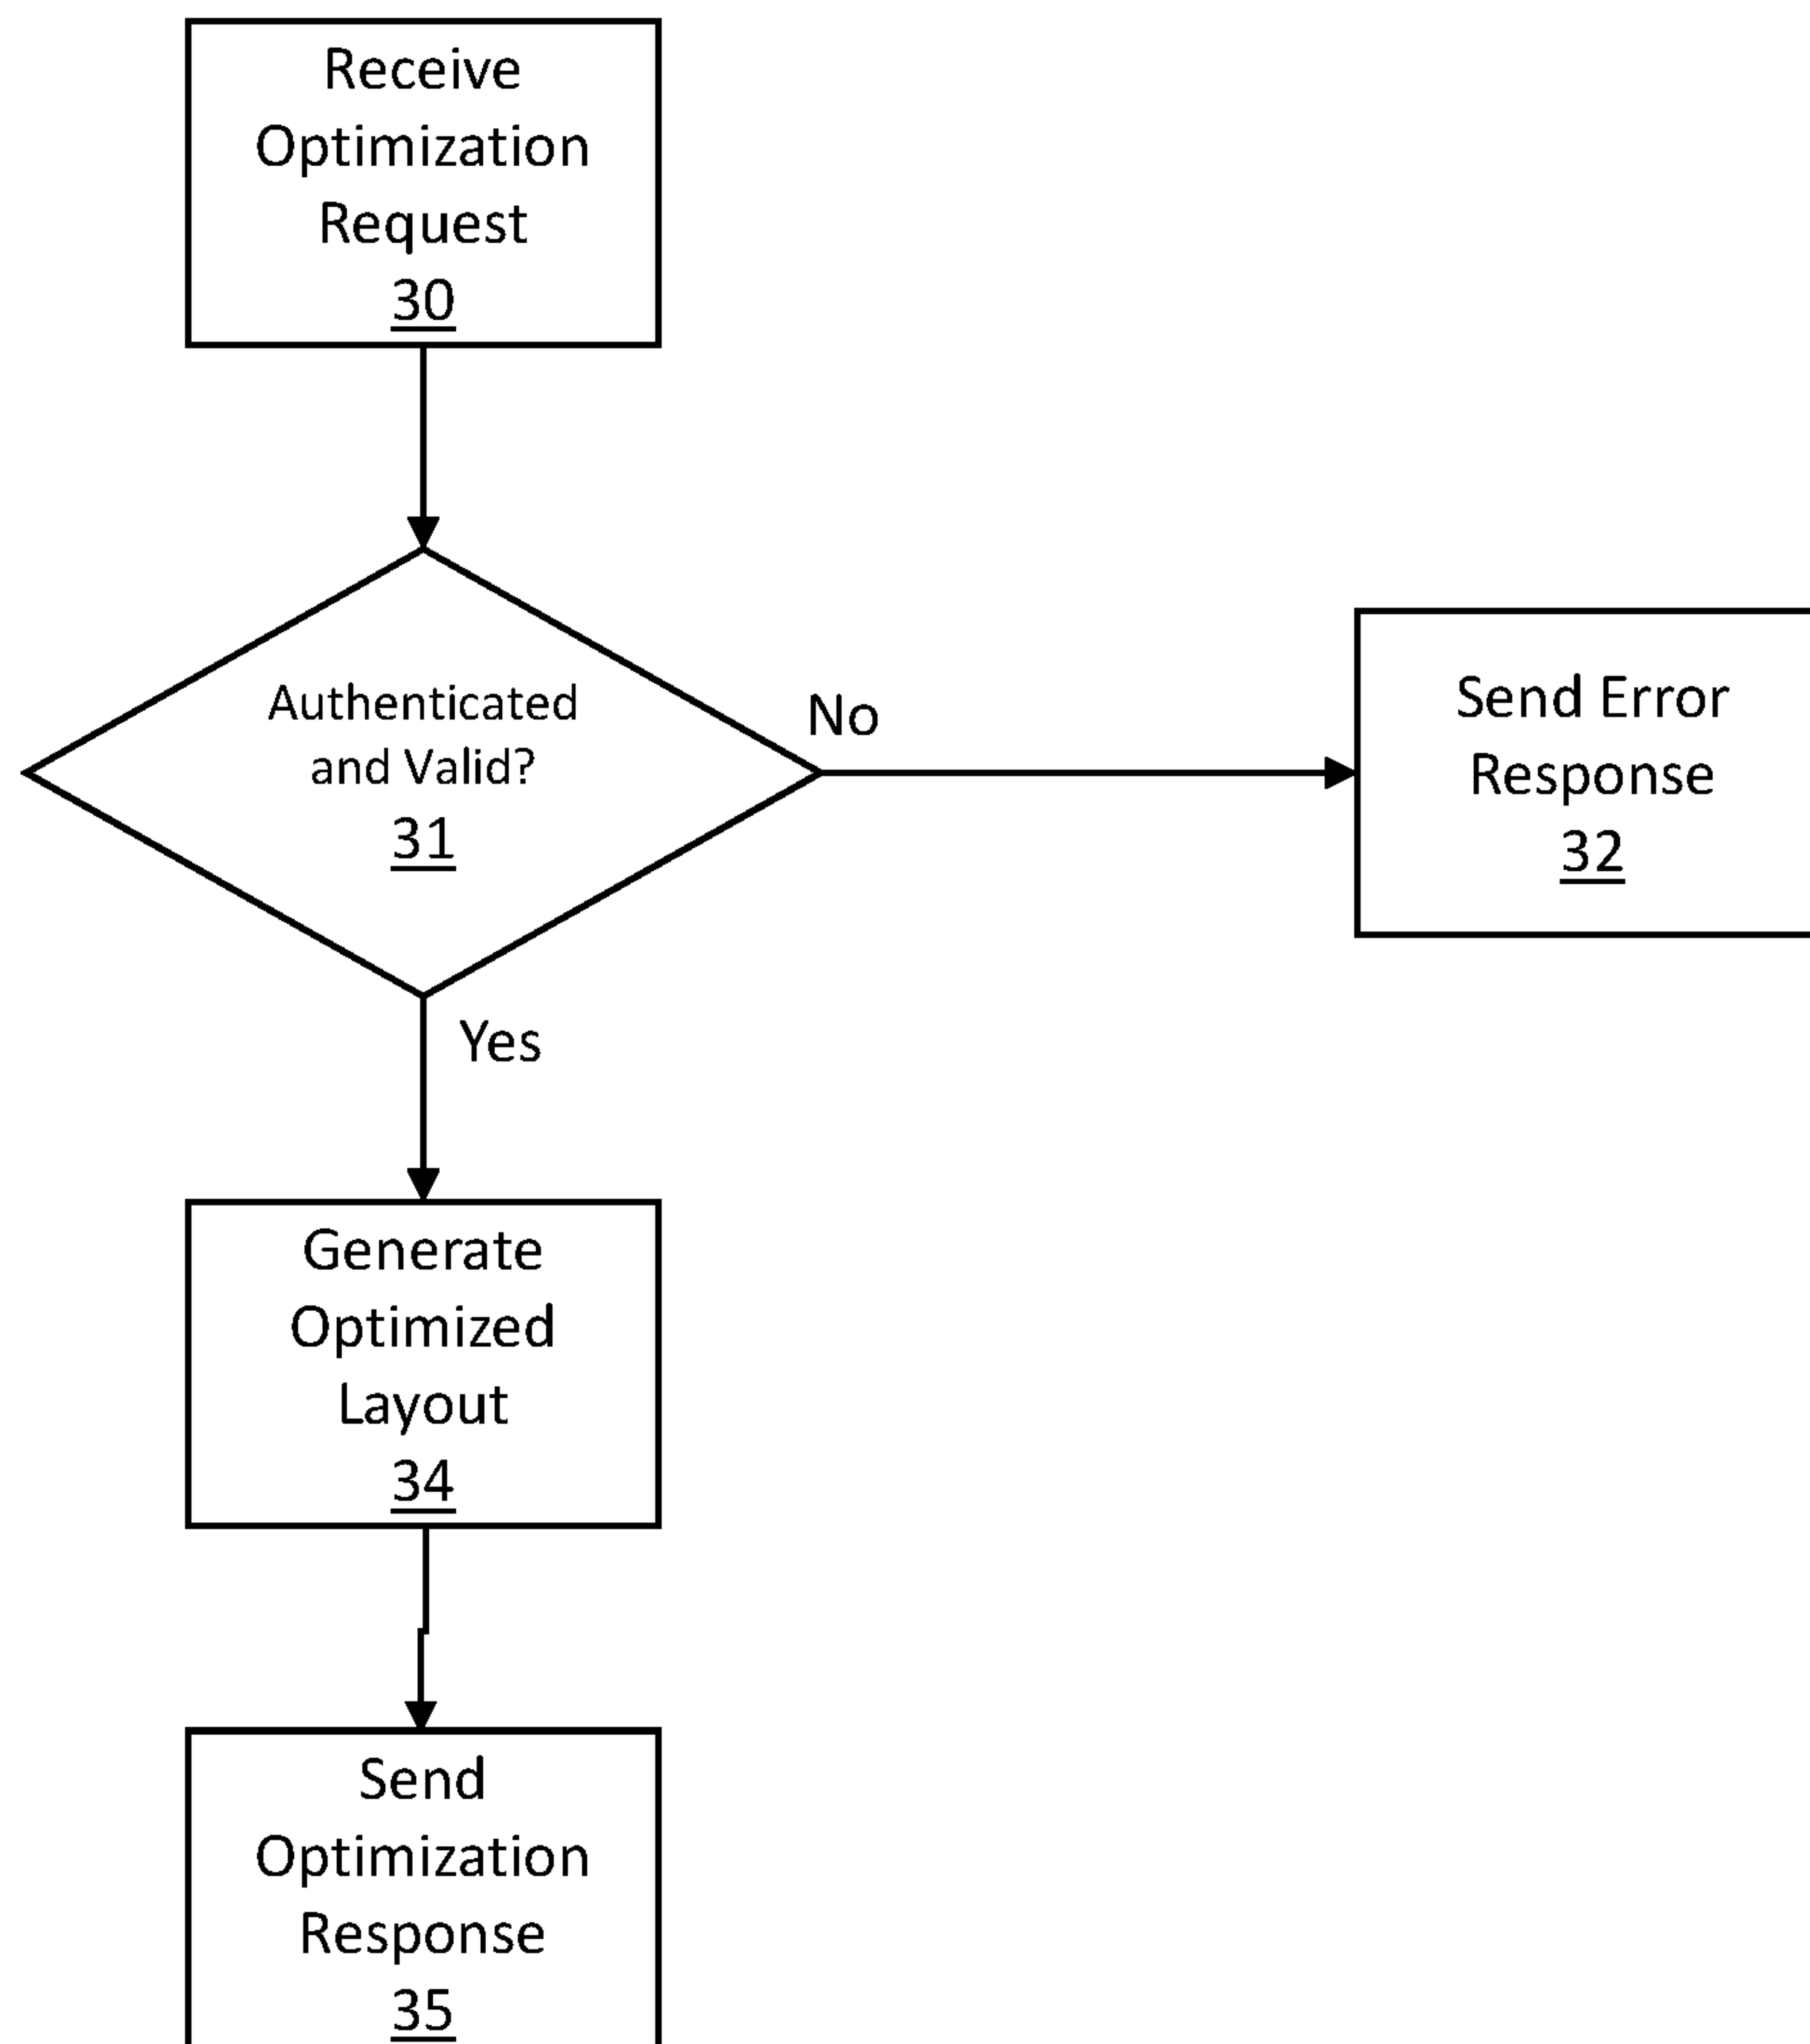 Receive
Optimization
Request
30
Authenticated
and Valid?
31
No
Send Error
Response
32
Yes
Generate
Optimized
Layout
34
Send
Optimization
Response
35